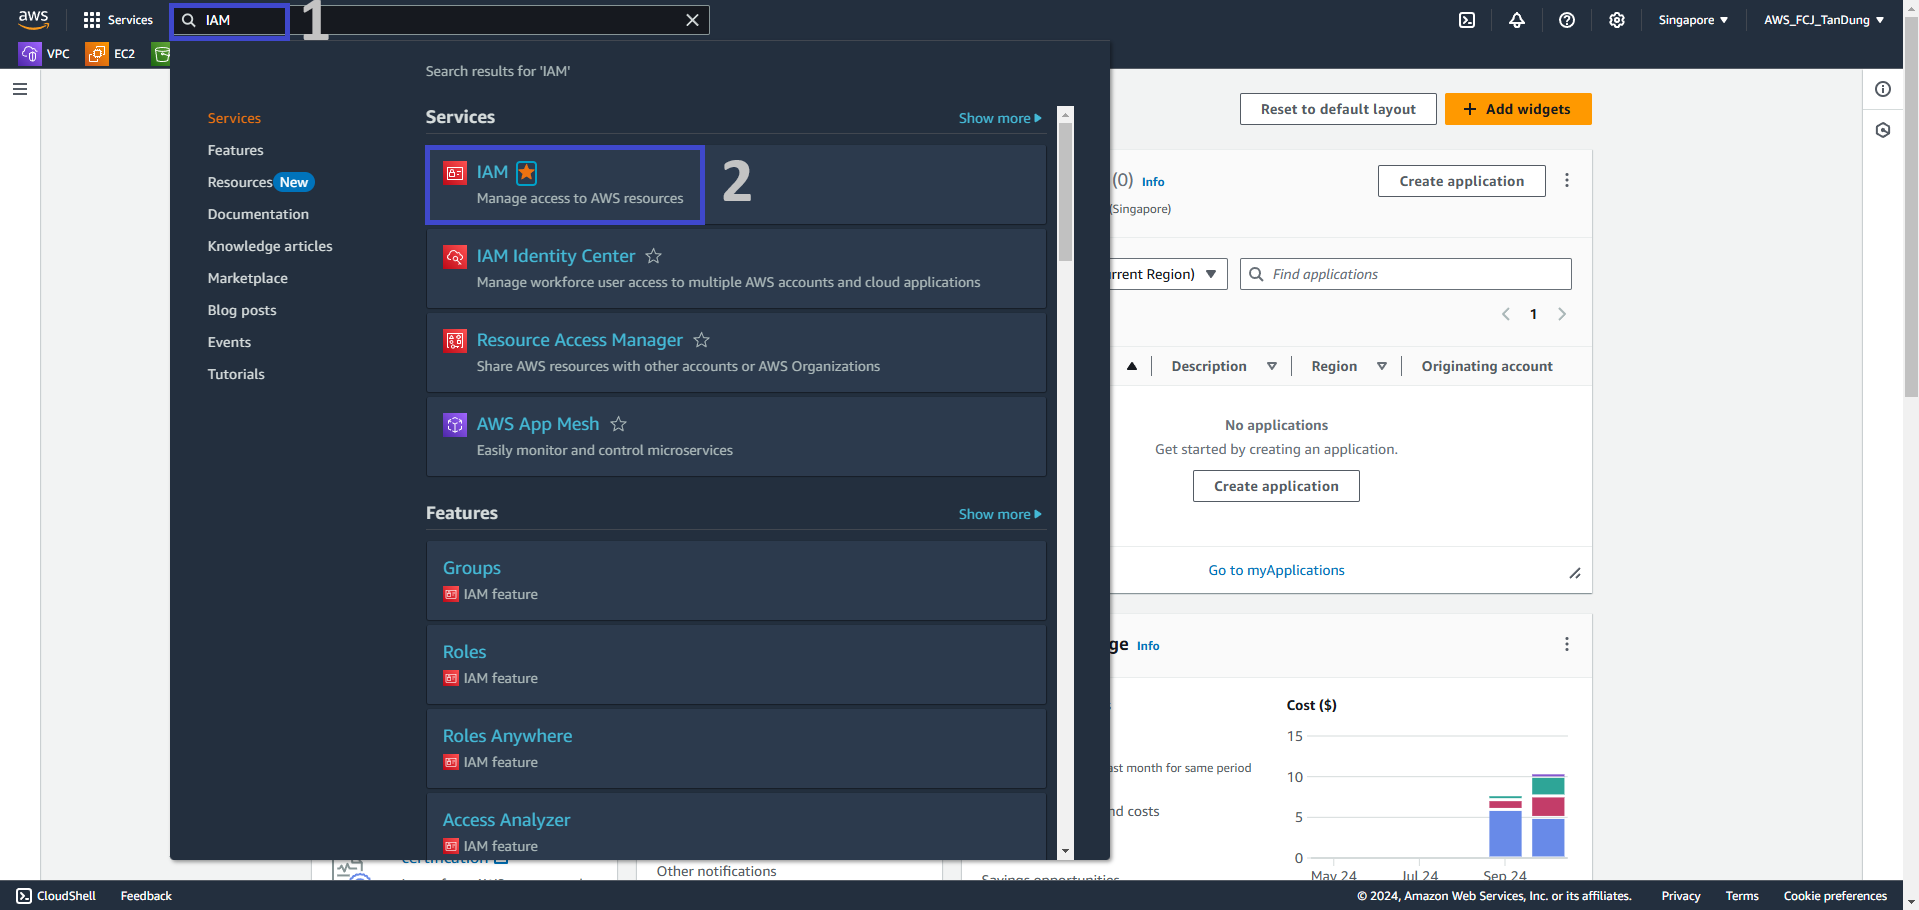 aws
Services
IAM
1
Singapore
AWS_FCJ_TanDung
VPC
EC2
Search results for 'IAM'
Services
Features
Resources New
Documentation
Knowledge articles
Marketplace
Blog posts
Events
Tutorials
Services
Show more
IAM
Manage access to AWS resources
2
IAM Identity Center
Manage workforce user access to multiple AWS accounts and cloud applications
Resource Access Manager
Share AWS resources with other accounts or AWS Organizations
AWS App Mesh
Easily monitor and control microservices
Features
Show more
Groups
IAM feature
Roles
IAM feature
Roles Anywhere
IAM feature
Access Analyzer
IAM feature
Reset to default layout
+ Add widgets
(0) Info
(Singapore)
Create application
rrent Region)
Find applications
1
Description
Region
Originating account
No applications
Get started by creating an application.
Create application
Go to myApplications
ge Info
Cost ($)
15
10
5
0
May 24
Jul 24
Sep 24
ast month for same period
nd costs
certification
Other notifications
Savings opportunities
CloudShell
Feedback
© 2024, Amazon Web Services, Inc. or its affiliates.
Privacy
Terms
Cookie preferences